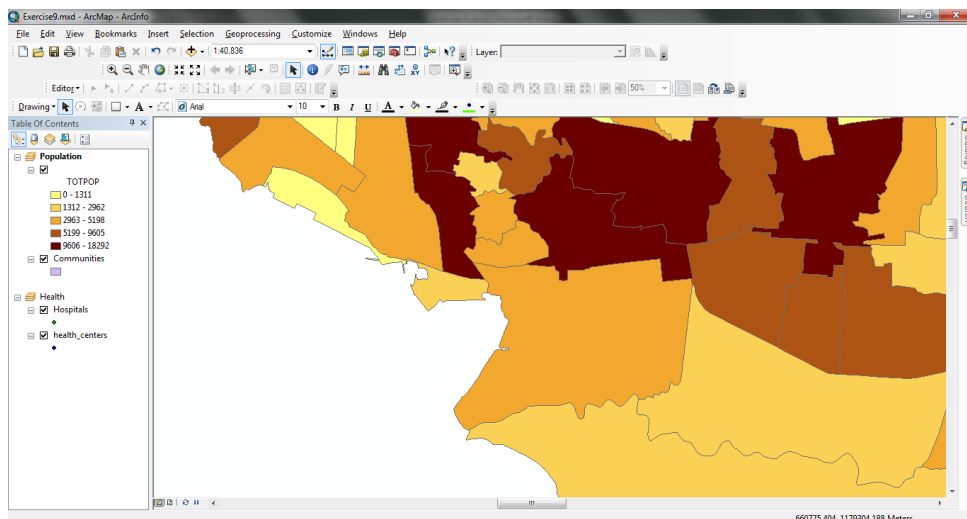 Exercise9.mxd - ArcMap - ArcInfo
File Edit View Bookmarks Insert Selection Geoprocessing Customize Windows Help
1:40,836
Layer:
Editor
50%
Drawing
A
Arial
10
B I U A
Table Of Contents
Population
TOTPOP
0 - 1311
1312 - 2962
2963 - 5198
5199 - 9605
9606 - 18292
Communities
Health
Hospitals
health_centers
660775.404 1179304.188 Meters